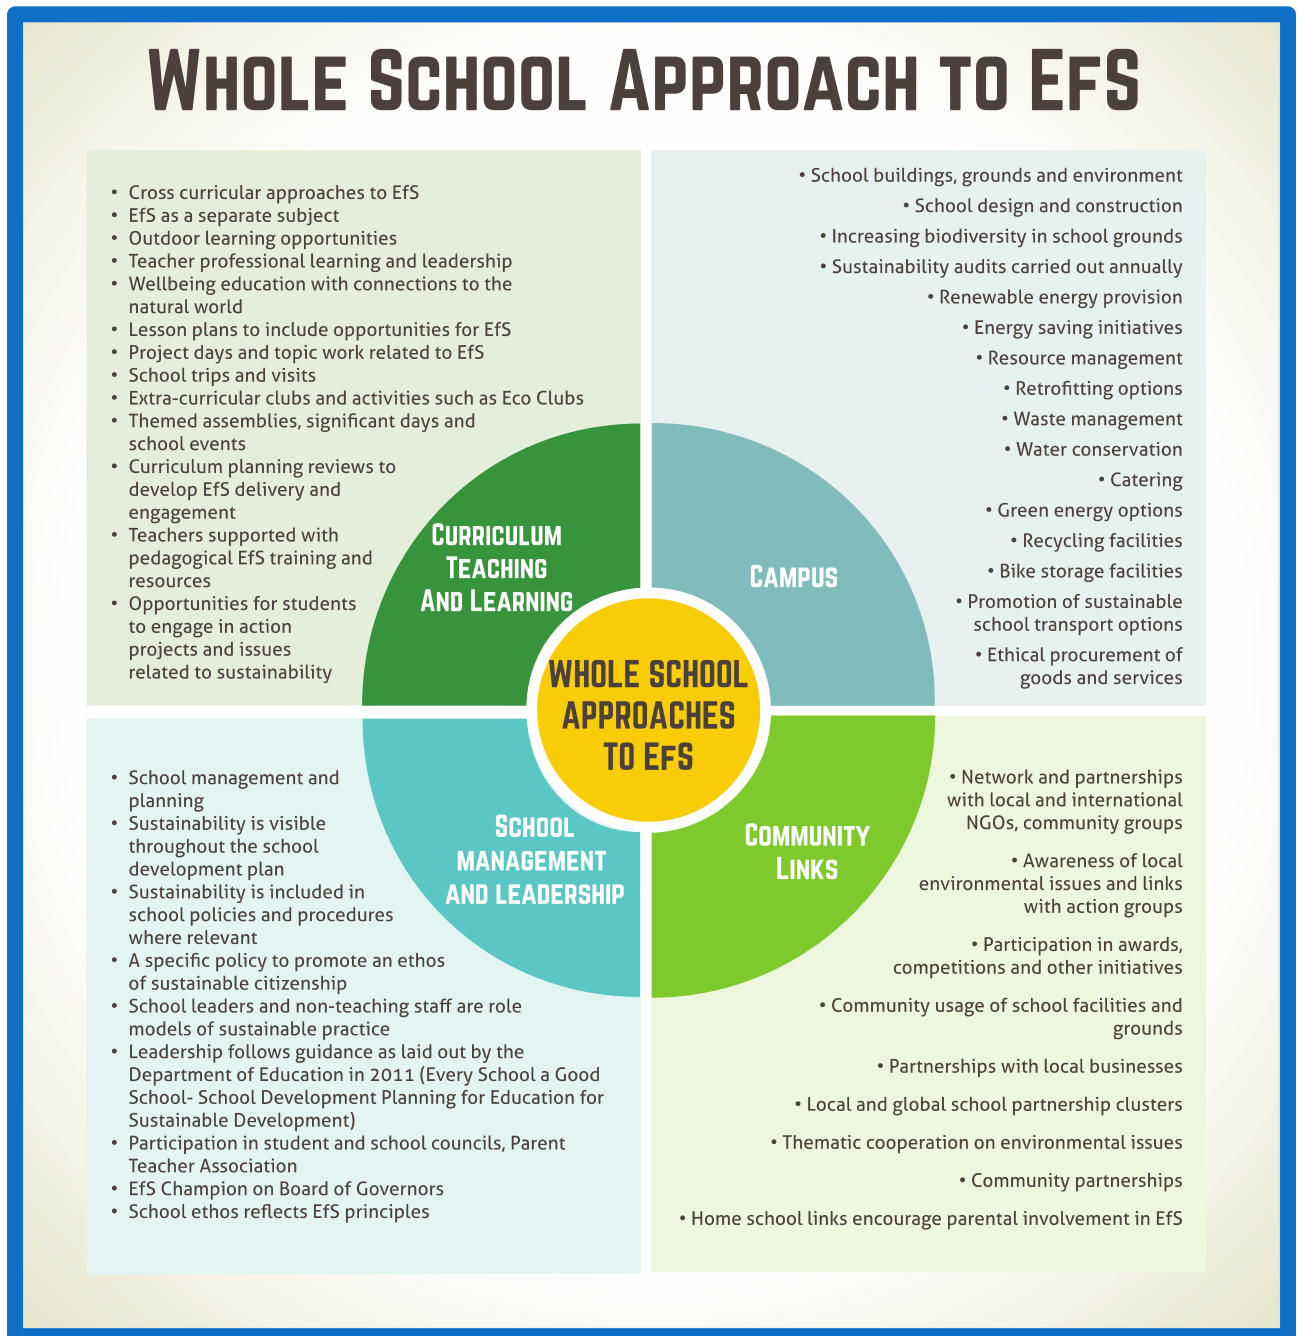 WHOLE SCHOOL APPROACH TO EFS
• Cross curricular approaches to EfS
• EfS as a separate subject
• Outdoor learning opportunities
• Teacher professional learning and leadership
• Wellbeing education with connections to the
natural world
• Lesson plans to include opportunities for EfS
• Project days and topic work related to EfS
• School trips and visits
• Extra-curricular clubs and activities such as Eco Clubs
• Themed assemblies, significant days and
school events
• Curriculum planning reviews to
develop EfS delivery and
engagement
• Teachers supported with
pedagogical EfS training and
resources
• Opportunities for students
to engage in action
projects and issues
related to sustainability
CURRICULUM
TEACHING
AND LEARNING
• School buildings, grounds and environment
• School design and construction
• Increasing biodiversity in school grounds
• Sustainability audits carried out annually
• Renewable energy provision
• Energy saving initiatives
• Resource management
• Retrofitting options
• Waste management
• Water conservation
• Catering
• Green energy options
• Recycling facilities
• Bike storage facilities
• Promotion of sustainable
school transport options
• Ethical procurement of
goods and services
CAMPUS
WHOLE SCHOOL
APPROACHES
TO EFS
• School management and
planning
• Sustainability is visible
throughout the school
development plan
• Sustainability is included in
school policies and procedures
where relevant
• A specific policy to promote an ethos
of sustainable citizenship
• School leaders and non-teaching staff are role
models of sustainable practice
• Leadership follows guidance as laid out by the
Department of Education in 2011 (Every School a Good
School- School Development Planning for Education for
Sustainable Development)
• Participation in student and school councils, Parent
Teacher Association
• EfS Champion on Board of Governors
• School ethos reflects EfS principles
SCHOOL
MANAGEMENT
AND LEADERSHIP
COMMUNITY
LINKS
• Network and partnerships
with local and international
NGOs, community groups
• Awareness of local
environmental issues and links
with action groups
• Participation in awards,
competitions and other initiatives
• Community usage of school facilities and
grounds
• Partnerships with local businesses
• Local and global school partnership clusters
• Thematic cooperation on environmental issues
• Community partnerships
• Home school links encourage parental involvement in EfS